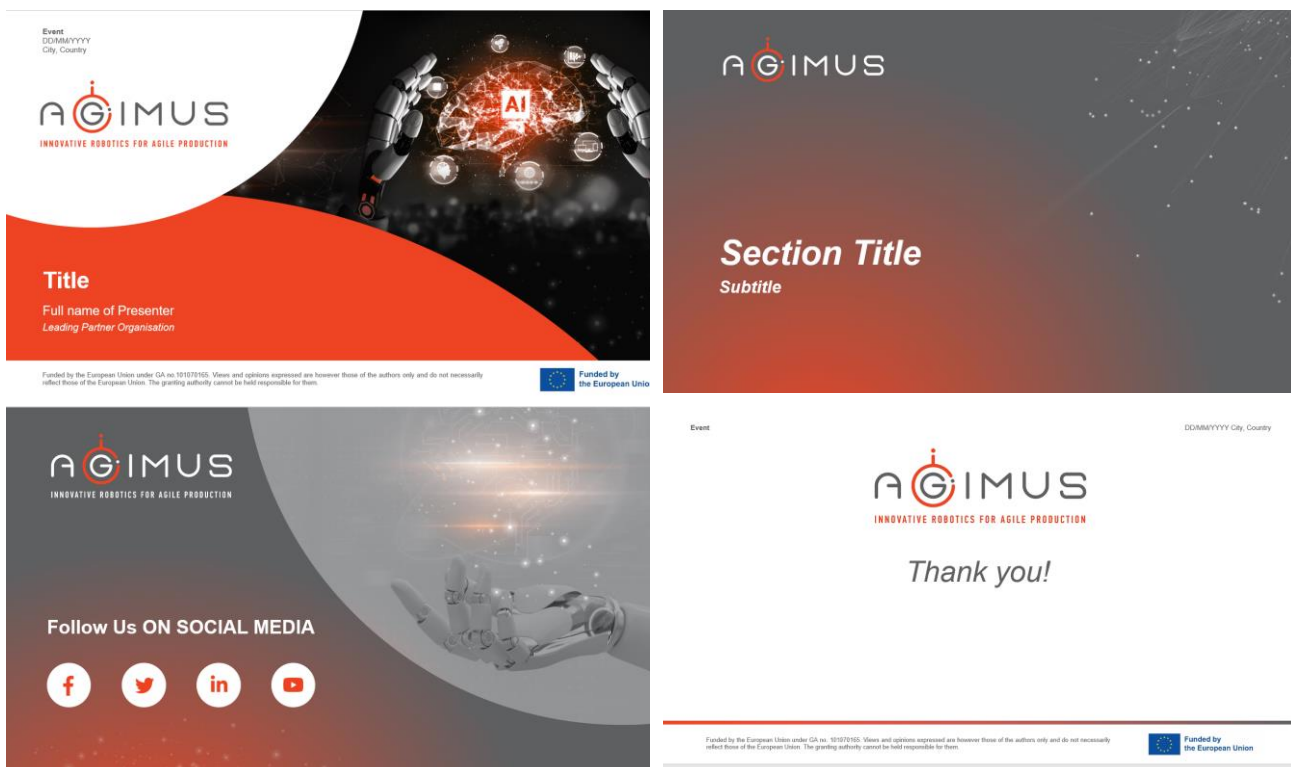 Event
DD/MM/YYYY
City, Country
AGIMUS
INNOVATIVE ROBOTICS FOR AGILE PRODUCTION
AI
Title
Full name of Presenter
Leading Partner Organisation
Funded by the European Union under GA no.101070165. Views and opinions expressed are however those of the authors only and do not necessarily
reflect those of the European Union. The granting authority cannot be held responsible for them.
Funded by
the European Unio
AGIMUS
Section Title
Subtitle
AGIMUS
INNOVATIVE ROBOTICS FOR AGILE PRODUCTION
Follow Us ON SOCIAL MEDIA
f
in
Event
DD/MM/YYYY City, Country
AGIMUS
INNOVATIVE ROBOTICS FOR AGILE PRODUCTION
Thank you!
Funded by the European Union under GA no. 101070165. Views and opinions expressed are however those of the authors only and do not necessarily
reflect those of the European Union. The granting authority cannot be held responsible for them.
Funded by
the European Union